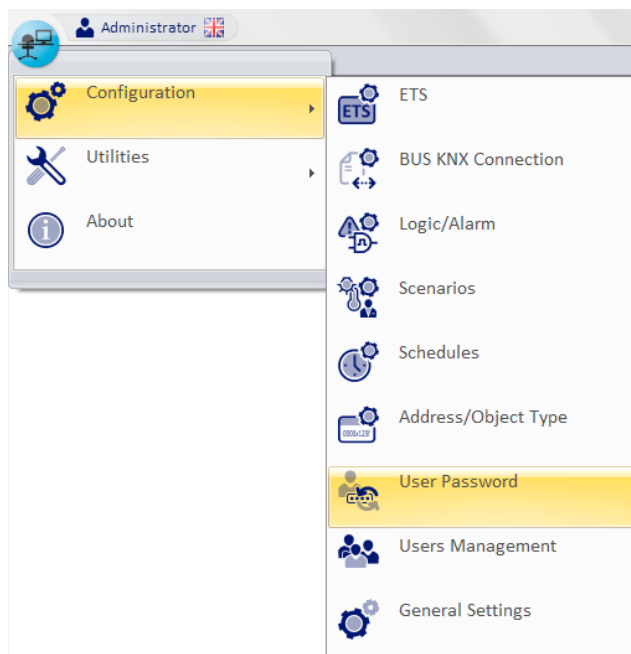 Administrator
Configuration
Utilities
About
ETS
ETS
BUS KNX Connection
Logic/Alarm
Scenarios
Schedules
Address/Object Type
User Password
Users Management
General Settings